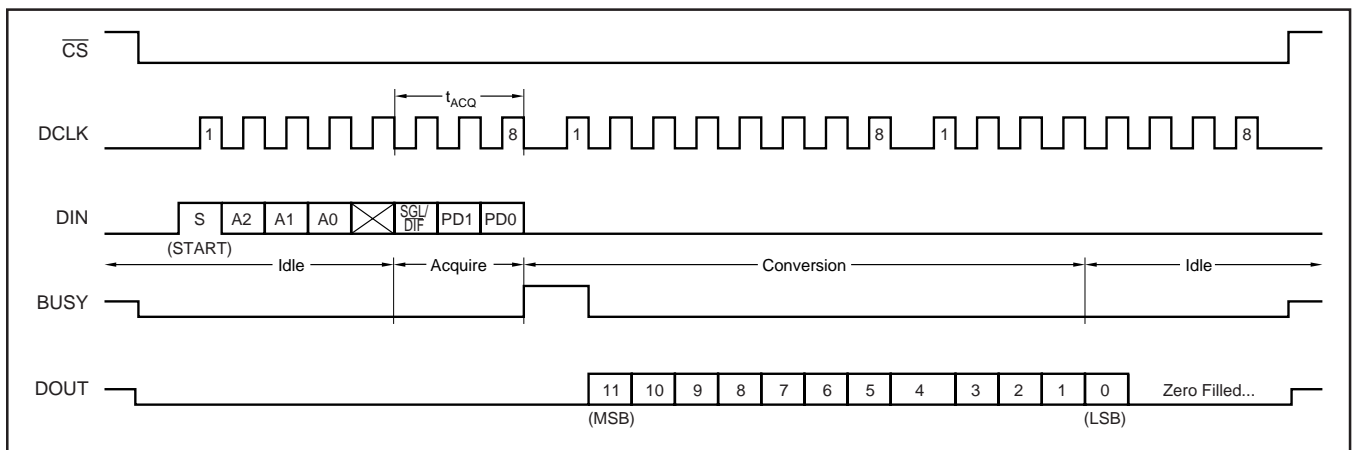 CS
tACQ
DCLK 1 8 1 8 1 8
DIN S A2 A1 A0 SGL/ DIF PD1 PD0
(START)
Idle Acquire Conversion Idle
BUSY
DOUT 11 10 9 8 7 6 5 4 3 2 1 0 Zero Filled...
(MSB) (LSB)